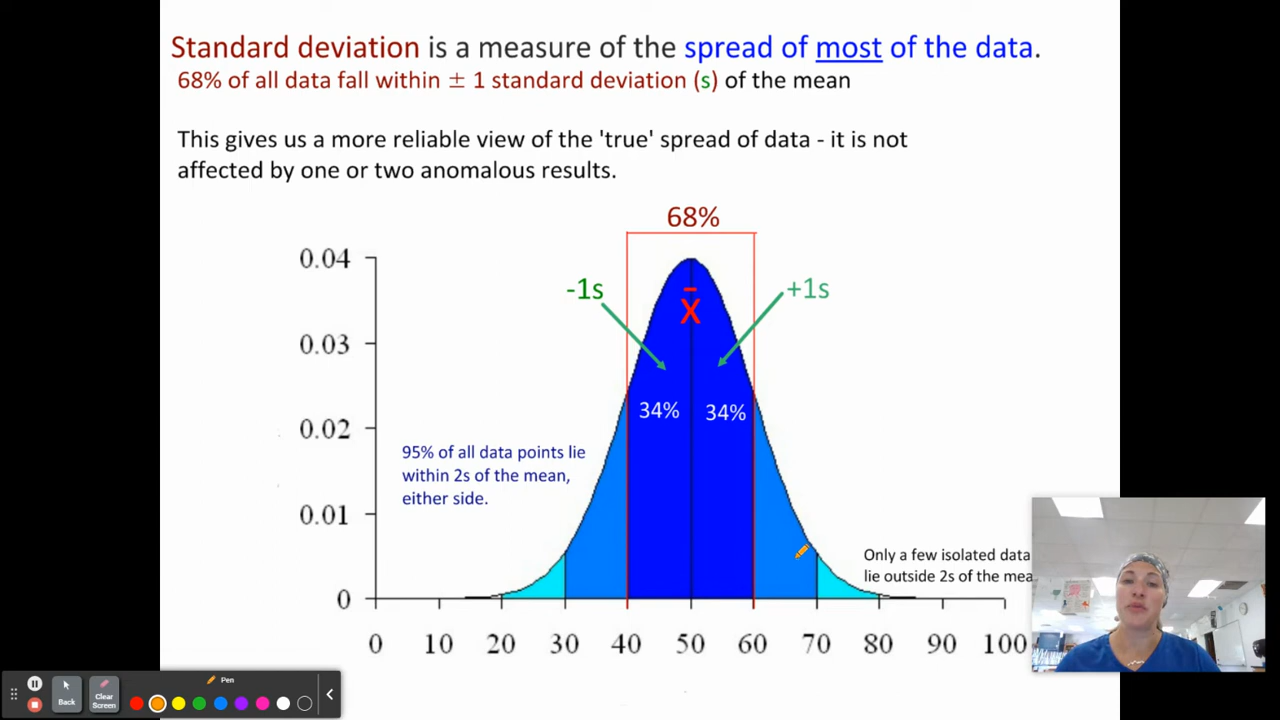 Standard deviation is a measure of the spread of most of the data.
68% of all data fall within ± 1 standard deviation (s) of the mean
This gives us a more reliable view of the 'true' spread of data - it is not
affected by one or two anomalous results.
68%
0.04
-1s
x̄
+1s
0.03
34% 34%
0.02
95% of all data points lie
within 2s of the mean,
either side.
0.01
Only a few isolated data
lie outside 2s of the mea
0
0 10 20 30 40 50 60 70 80 90 100
Pen
Back
Clear
Screen